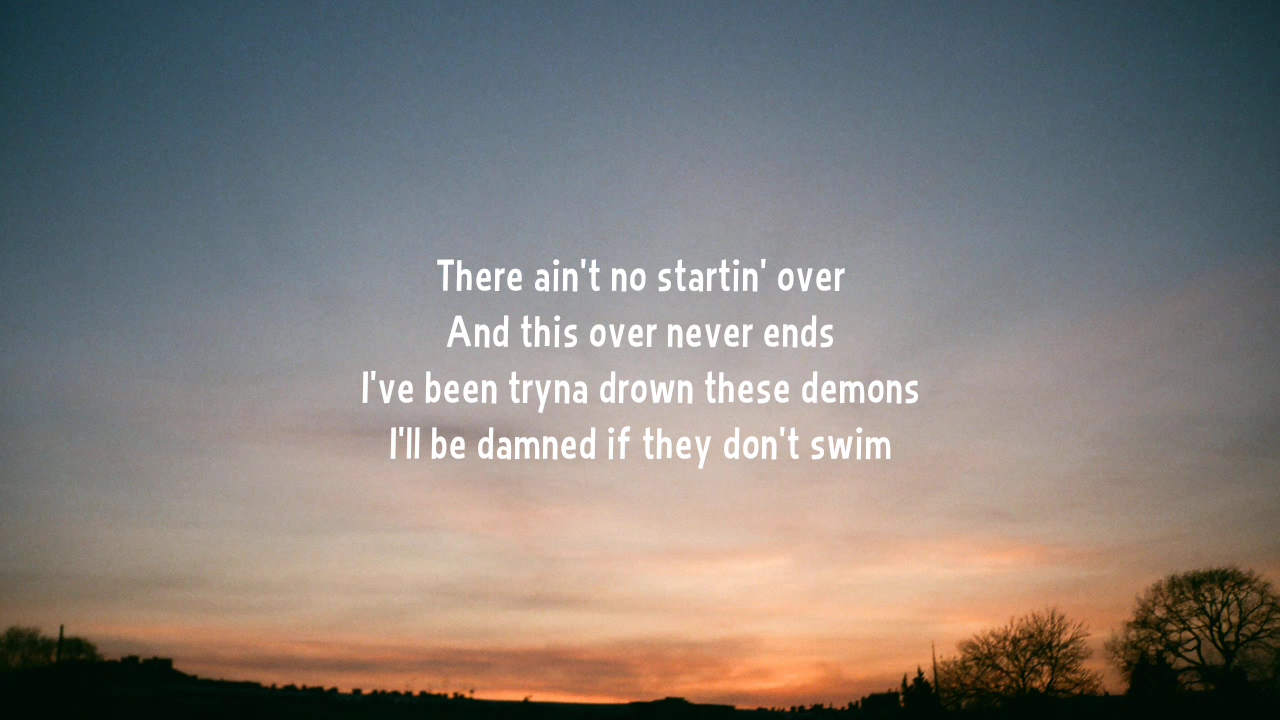 There ain't no startin' over
And this over never ends
I've been tryna drown these demons
I'll be damned if they don't swim